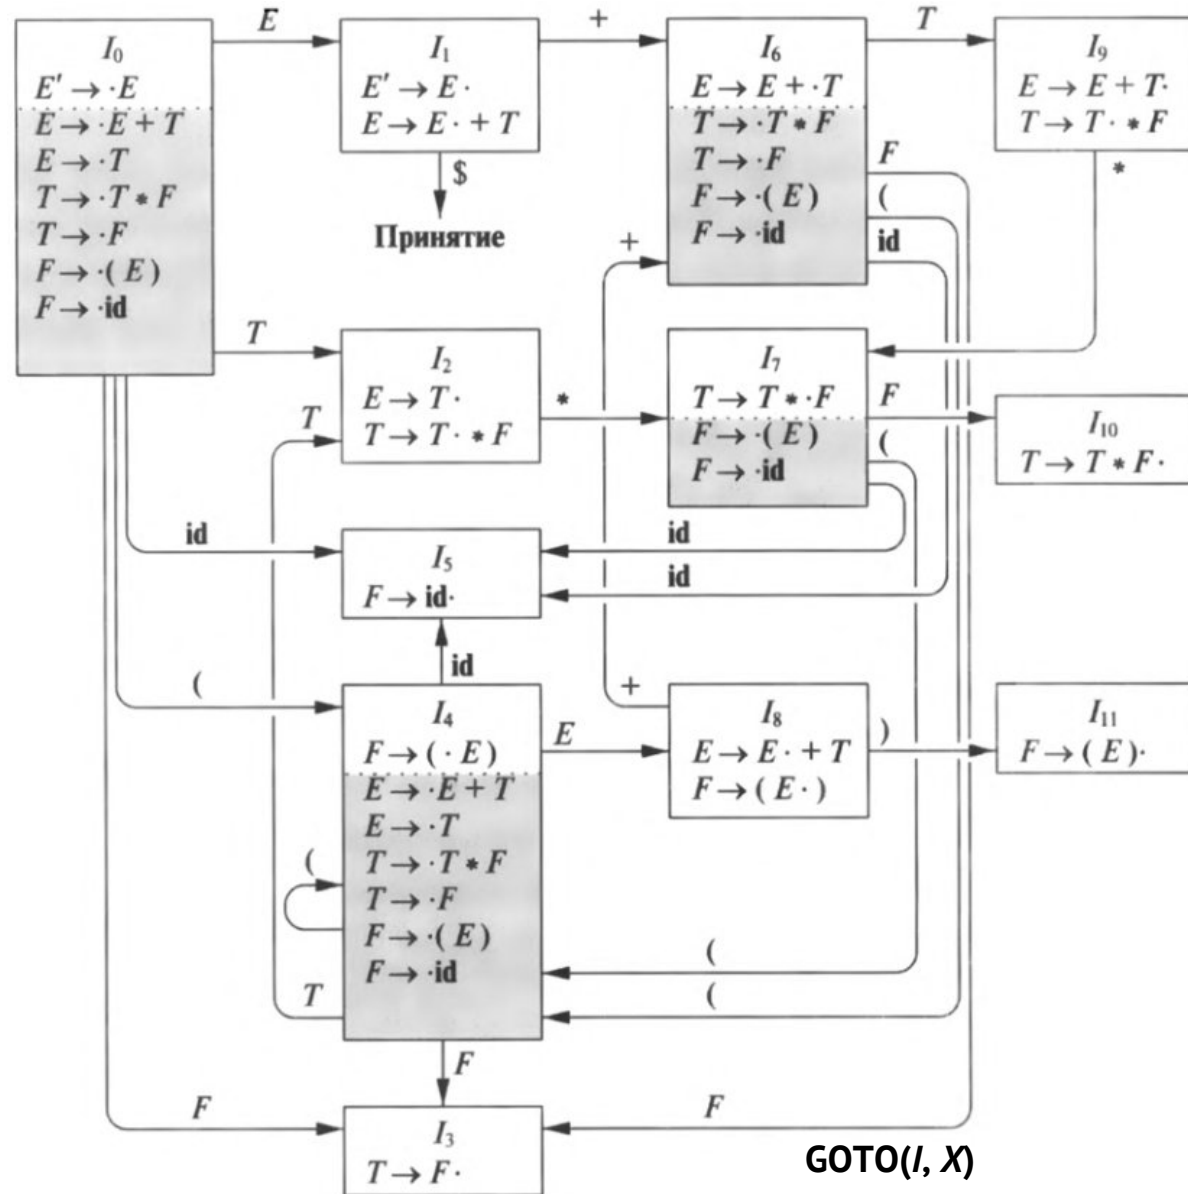 I0
E' → ·E
E → ·E + T
E → ·T
T → ·T * F
T → ·F
F → ·( E )
F → ·id
E
I1
E' → E ·
E → E · + T
$
Принятие
+
I6
E → E + ·T
T → ·T * F
T → ·F
F → ·( E )
F → ·id
T
I9
E → E + T·
T → T · * F
*
F
(
id
+
T
I2
E → T ·
T → T · * F
T
*
I7
T → T * ·F
F → ·( E )
F → ·id
F
(
I10
T → T * F ·
id
I5
F → id·
id
id
id
(
I4
F → ( · E )
E → ·E + T
E → ·T
T → ·T * F
T → ·F
F → ·( E )
F → ·id
E
+
I8
E → E · + T
F → ( E · )
)
I11
F → ( E ) ·
(
T
(
(
F
F
F
I3
T → F ·
GOTO(I, X)